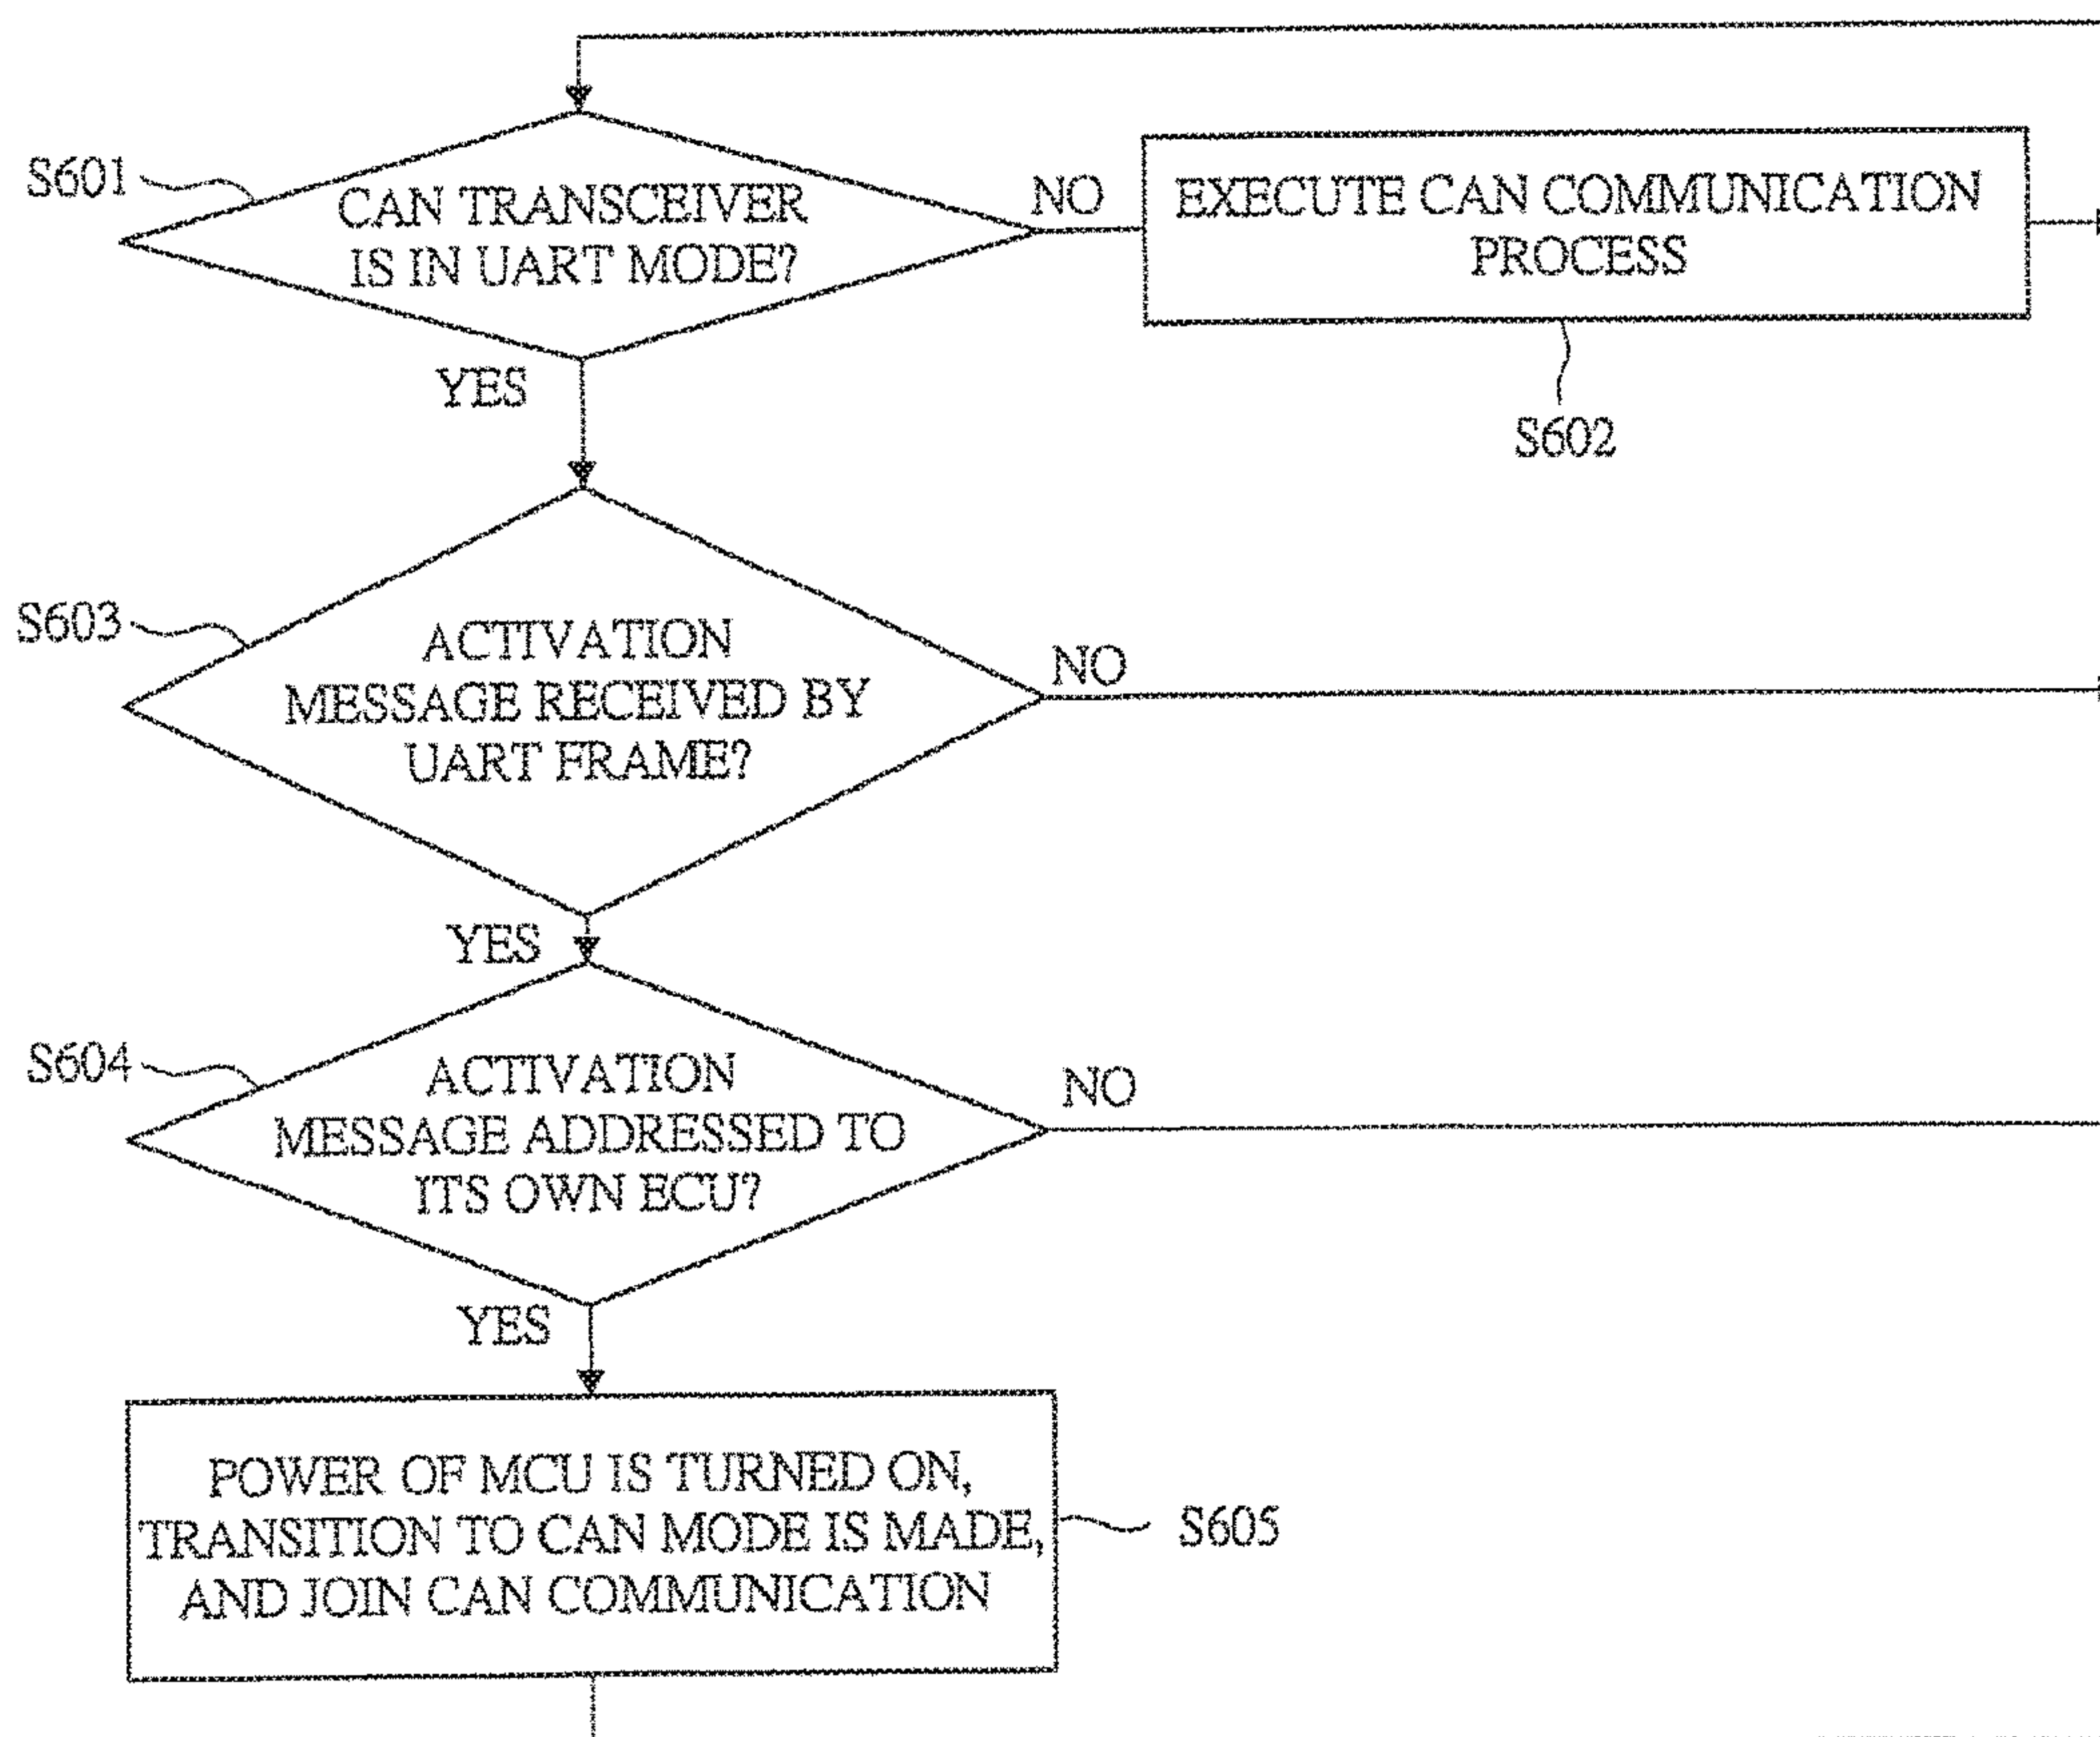 S601
CAN TRANSCEIVER
IS IN UART MODE?
NO
EXECUTE CAN COMMUNICATION
PROCESS
S602
YES
S603
ACTIVATION
MESSAGE RECEIVED BY
UART FRAME?
NO
YES
S604
ACTIVATION
MESSAGE ADDRESSED TO
ITS OWN ECU?
NO
YES
POWER OF MCU IS TURNED ON,
TRANSITION TO CAN MODE IS MADE,
AND JOIN CAN COMMUNICATION
S605